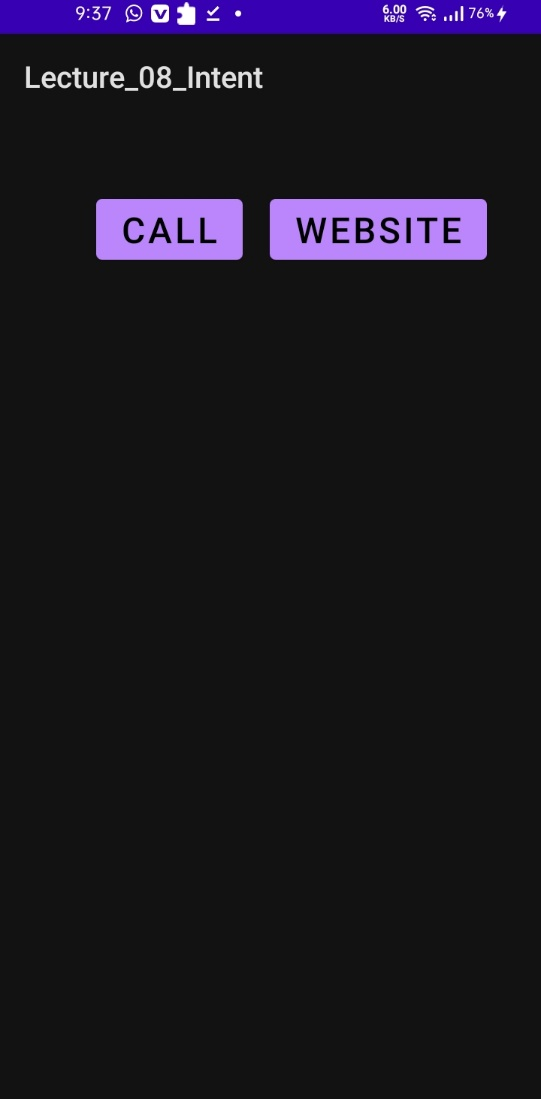 9:37 6.00 KB/S 76%
Lecture_08_Intent
CALL WEBSITE